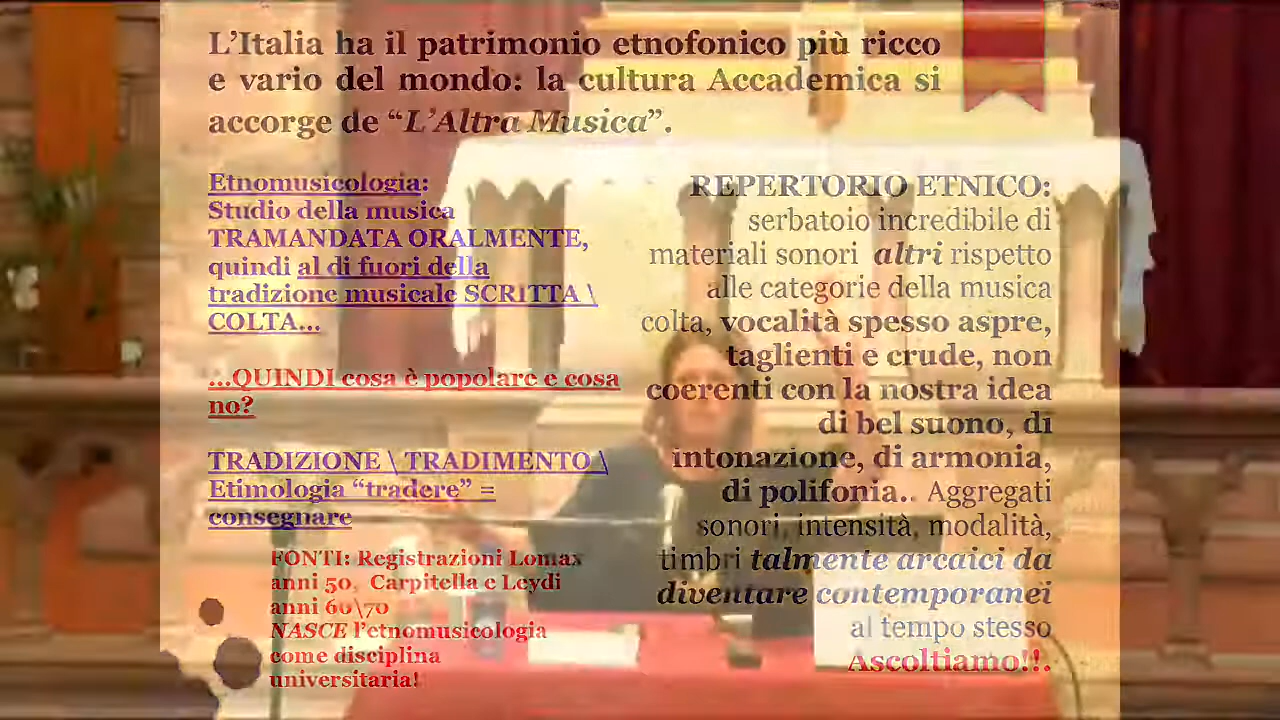 L'Italia ha il patrimonio etnofonico più ricco
e vario del mondo: la cultura Accademica si
accorge de “L'Altra Musica”.
Etnomusicologia:
Studio della musica
TRAMANDATA ORALMENTE,
quindi al di fuori della
tradizione musicale SCRITTA \
COLTA...
...QUINDI cosa è popolare e cosa
no?
TRADIZIONE \ TRADIMENTO \
Etimologia “tradere” =
consegnare
FONTI: Registrazioni Lomax
anni 50, Carpitella e Leydi
anni 60\70
NASCE l'etnomusicologia
come disciplina
universitaria!
REPERTORIO ETNICO:
serbatoio incredibile di
materiali sonori altri rispetto
alle categorie della musica
colta, vocalità spesso aspre,
taglienti e crude, non
coerenti con la nostra idea
di bel suono, di
intonazione, di armonia,
di polifonia.. Aggregati
sonori, intensità, modalità,
timbri talmente arcaici da
diventare contemporanei
al tempo stesso
Ascoltiamo!!.